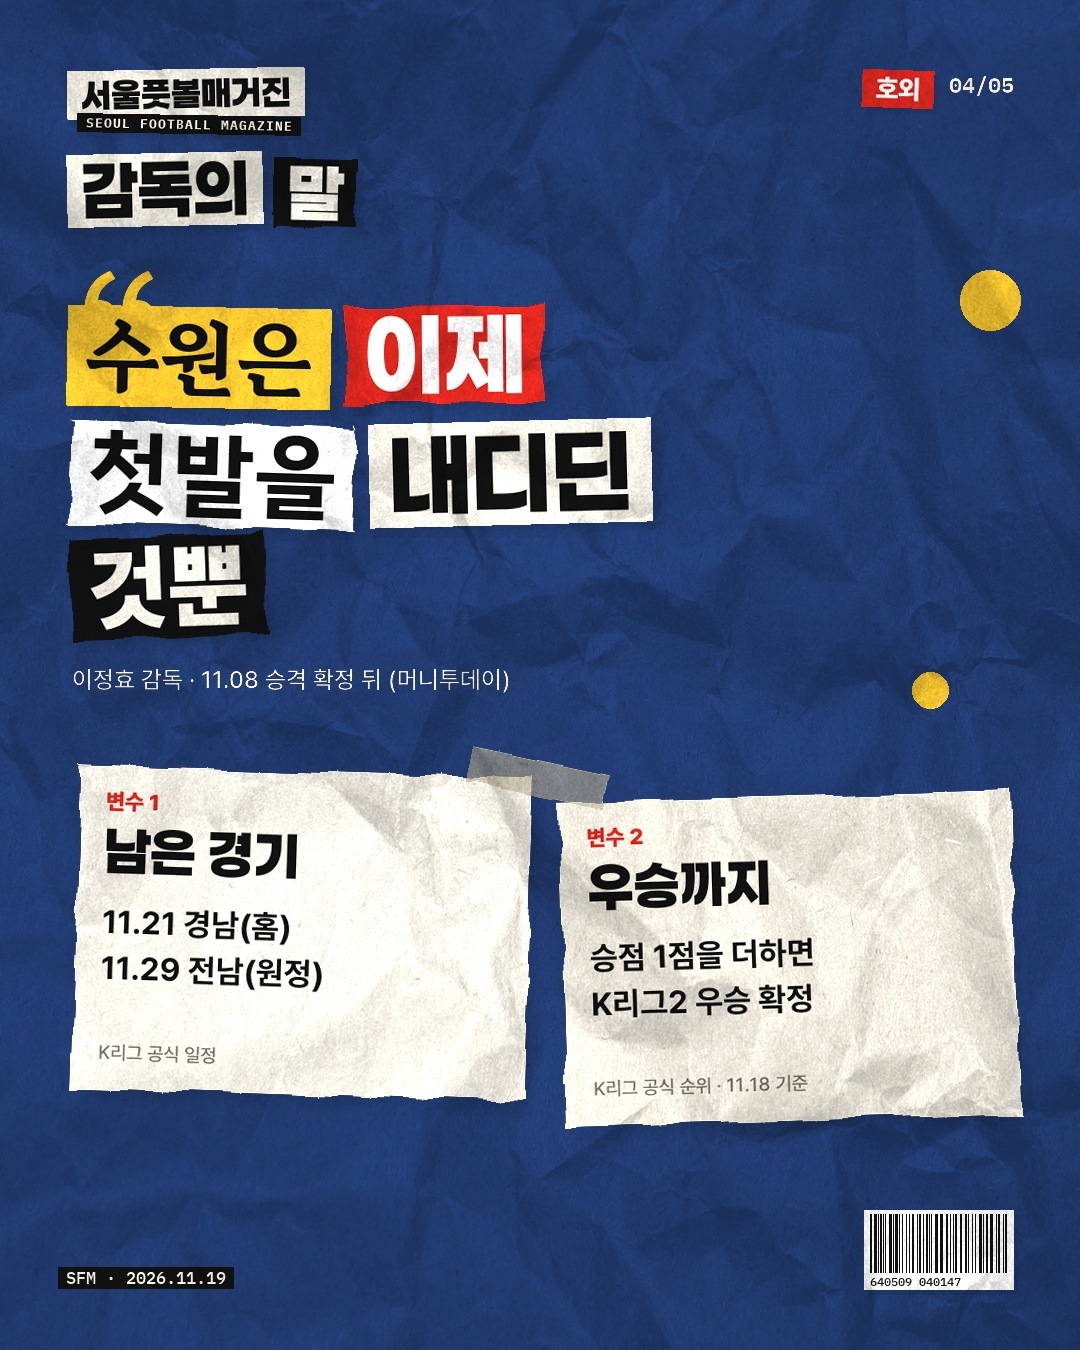 서울풋볼매거진
SEOUL FOOTBALL MAGAZINE
호외 04/05
감독의 말
“수원은 이제
첫발을 내디딘
것뿐
이정효 감독 · 11.08 승격 확정 뒤 (머니투데이)
변수 1
남은 경기
11.21 경남(홈)
11.29 전남(원정)
K리그 공식 일정
변수 2
우승까지
승점 1점을 더하면
K리그2 우승 확정
K리그 공식 순위 · 11.18 기준
SFM · 2026.11.19
640509 040147